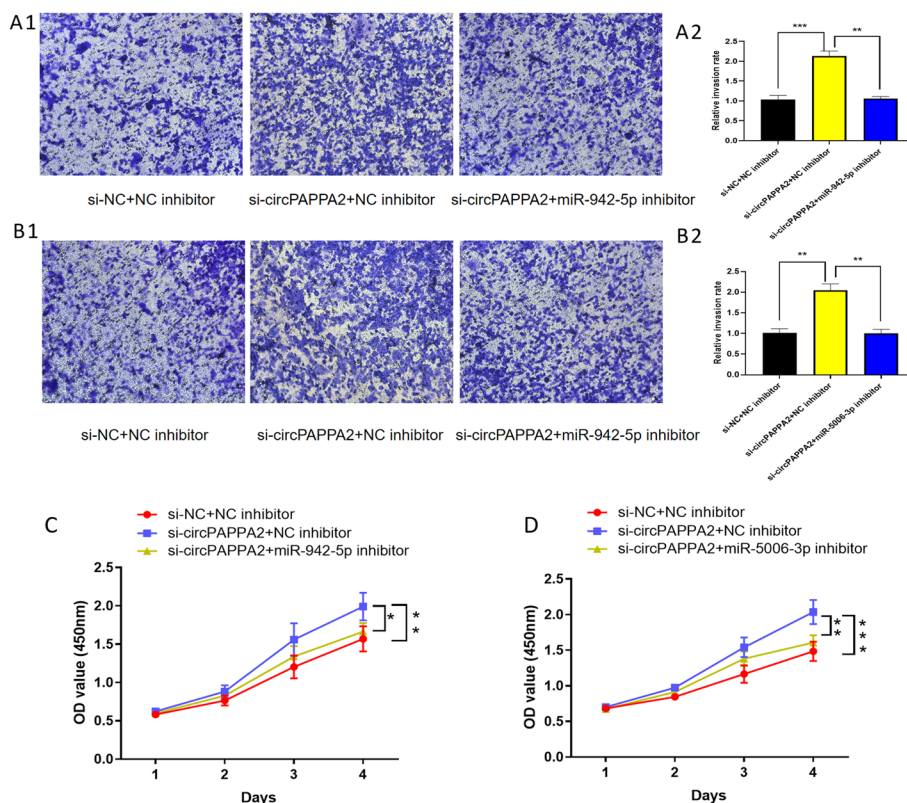 A1
si-NC+NC inhibitor
si-circPAPPA2+NC inhibitor
si-circPAPPA2+miR-942-5p inhibitor
A2
***
**
Relative invasion rate
2.5
2.0
1.5
1.0
0.5
0.0
si-NC+NC inhibitor
si-circPAPPA2+NC inhibitor
si-circPAPPA2+miR-942-5p inhibitor
B1
si-NC+NC inhibitor
si-circPAPPA2+NC inhibitor
si-circPAPPA2+miR-942-5p inhibitor
B2
**
**
Relative invasion rate
2.5
2.0
1.5
1.0
0.5
0.0
si-NC+NC inhibitor
si-circPAPPA2+NC inhibitor
si-circPAPPA2+miR-5006-3p inhibitor
C
si-NC+NC inhibitor
si-circPAPPA2+NC inhibitor
si-circPAPPA2+miR-942-5p inhibitor
OD value (450nm)
2.5
2.0
1.5
1.0
0.5
0.0
*
**
1 2 3 4
Days
D
si-NC+NC inhibitor
si-circPAPPA2+NC inhibitor
si-circPAPPA2+miR-5006-3p inhibitor
OD value (450nm)
2.5
2.0
1.5
1.0
0.5
0.0
**
***
1 2 3 4
Days